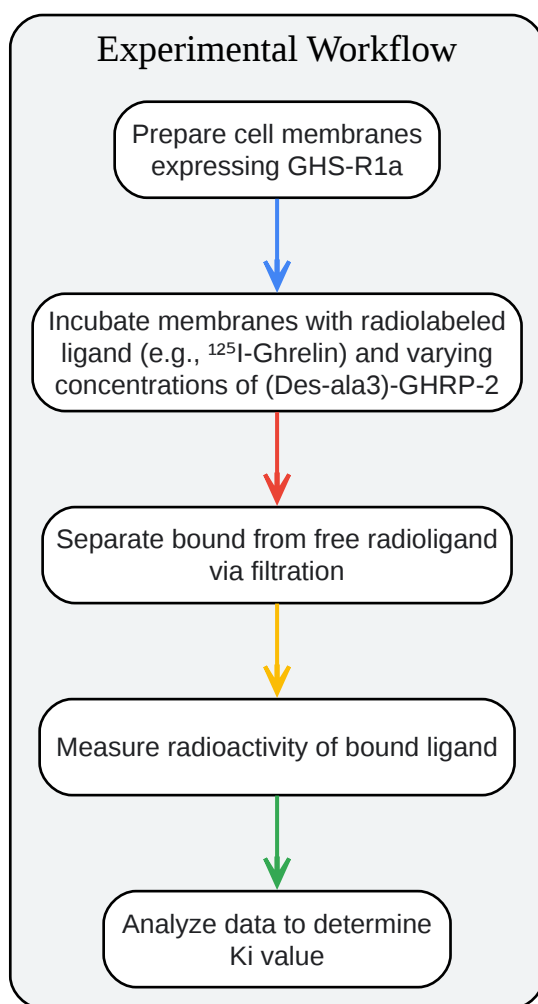 Experimental Workflow
Prepare cell membranes
expressing GHS-R1a
Incubate membranes with radiolabeled
ligand (e.g., ¹²⁵I-Ghrelin) and varying
concentrations of (Des-ala3)-GHRP-2
Separate bound from free radioligand
via filtration
Measure radioactivity of bound ligand
Analyze data to determine
Ki value